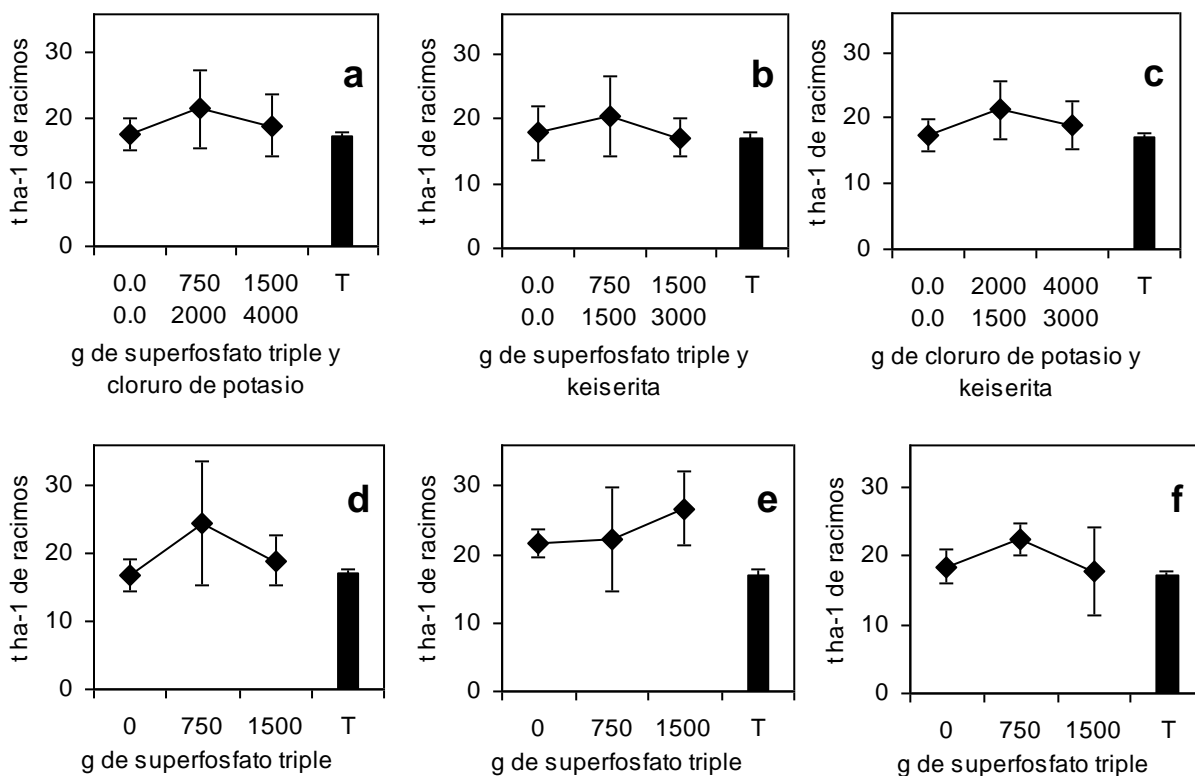 t ha-1 de racimos
30
20
10
0
a
0.0 750 1500 T
0.0 2000 4000
g de superfosfato triple y
cloruro de potasio
t ha-1 de racimos
30
20
10
0
b
0.0 750 1500 T
0.0 1500 3000
g de superfosfato triple y
keiserita
t ha-1 de racimos
30
20
10
0
c
0.0 2000 4000 T
0.0 1500 3000
g de cloruro de potasio y
keiserita
t ha-1 de racimos
30
20
10
0
d
0 750 1500 T
g de superfosfato triple
t ha-1 de racimos
30
20
10
0
e
0 750 1500 T
g de superfosfato triple
t ha-1 de racimos
30
20
10
0
f
0 750 1500 T
g de superfosfato triple